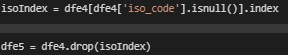 isoIndex = dfe4[dfe4['iso_code'].isnull()].index
dfe5 = dfe4.drop(isoIndex)